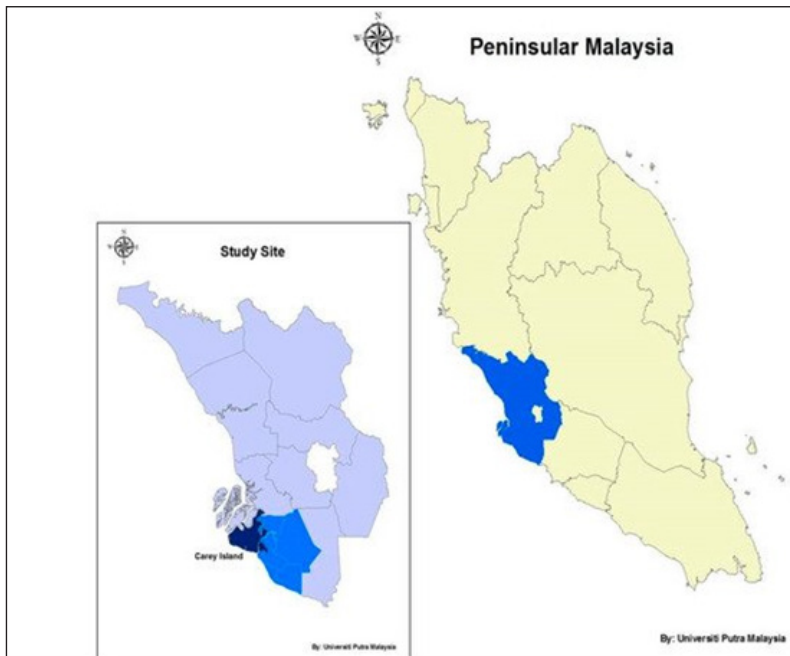 N
W E
S
Peninsular Malaysia
N
W E
S
Study Site
Carey Island
By: Universiti Putra Malaysia
By: Universiti Putra Malaysia